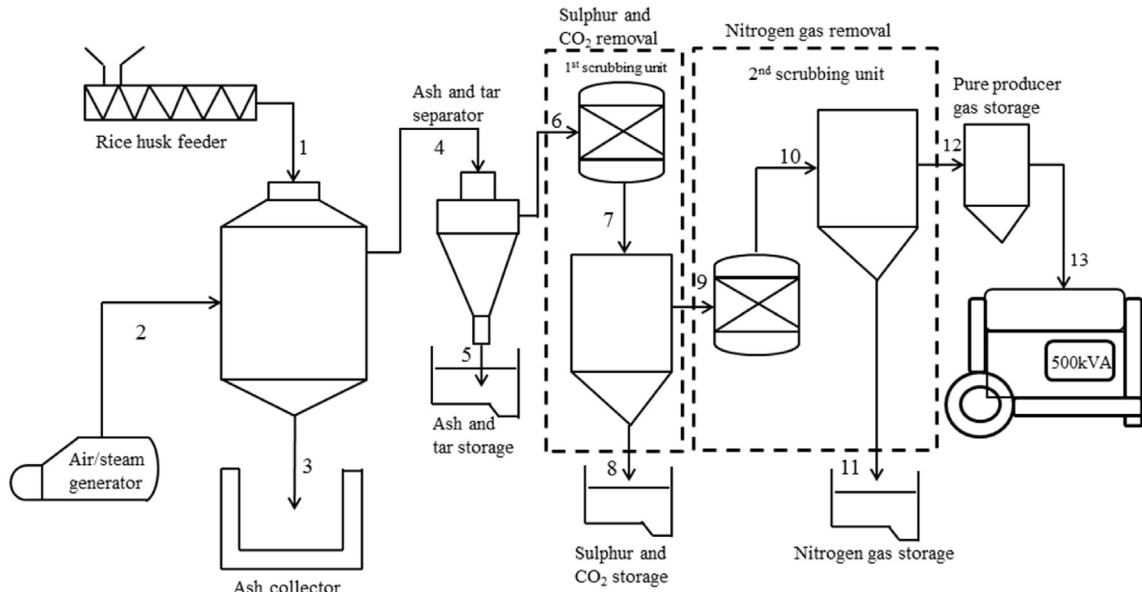 Sulphur and
CO₂ removal
Nitrogen gas removal
1st scrubbing unit
2nd scrubbing unit
Pure producer
gas storage
Ash and tar
separator
Rice husk feeder
1
2
3
4
5
6
7
8
9
10
11
12
13
500kVA
Air/steam
generator
Ash and
tar storage
Ash collector
Sulphur and
CO₂ storage
Nitrogen gas storage